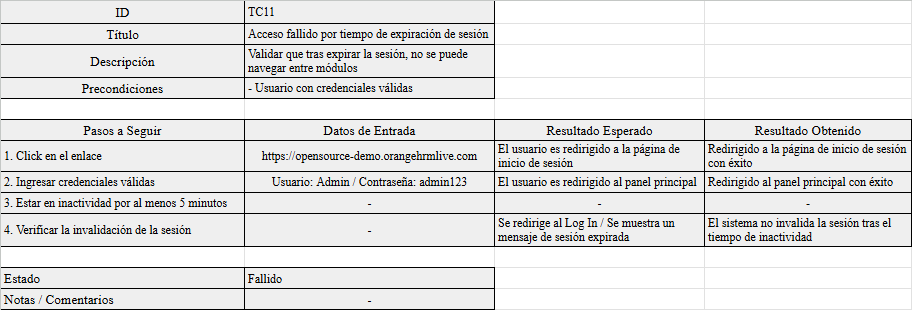 ID TC11
Título Acceso fallido por tiempo de expiración de sesión
Descripción Validar que tras expirar la sesión, no se puede
navegar entre módulos
Precondiciones - Usuario con credenciales válidas
Pasos a Seguir Datos de Entrada Resultado Esperado Resultado Obtenido
1. Click en el enlace https://opensource-demo.orangehrmlive.com El usuario es redirigido a la página de
inicio de sesión
Redirigido a la página de inicio de sesión
con éxito
2. Ingresar credenciales válidas Usuario: Admin / Contraseña: admin123 El usuario es redirigido al panel principal Redirigido al panel principal con éxito
3. Estar en inactividad por al menos 5 minutos - - -
4. Verificar la invalidación de la sesión - Se redirige al Log In / Se muestra un
mensaje de sesión expirada
El sistema no invalida la sesión tras el
tiempo de inactividad
Estado Fallido
Notas / Comentarios -